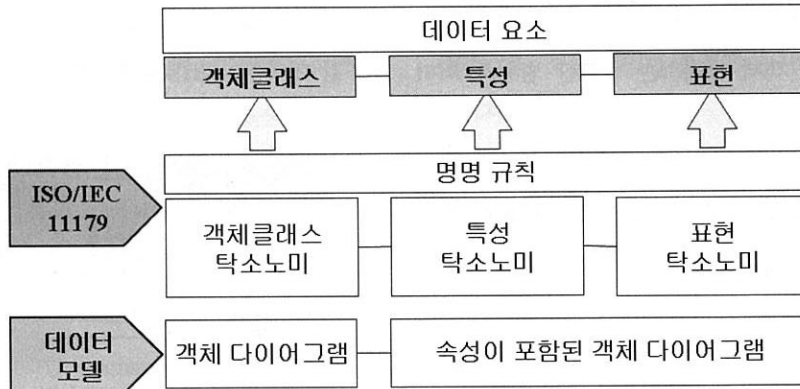 데이터 요소
객체클래스 특성 표현
명명 규칙
ISO/IEC
11179
객체클래스
탁소노미
특성
탁소노미
표현
탁소노미
데이터
모델
객체 다이어그램
속성이 포함된 객체 다이어그램